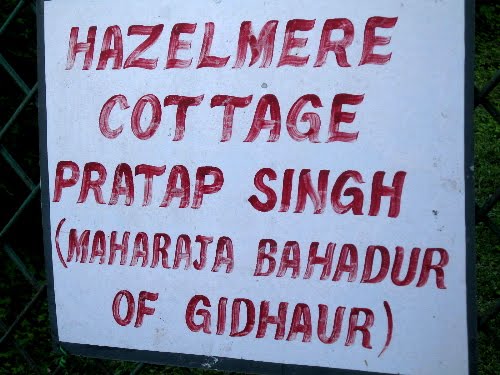 HAZELMERE
COTTAGE
PRATAP SINGH
(MAHARAJA BAHADUR
OF GIDHAUR)